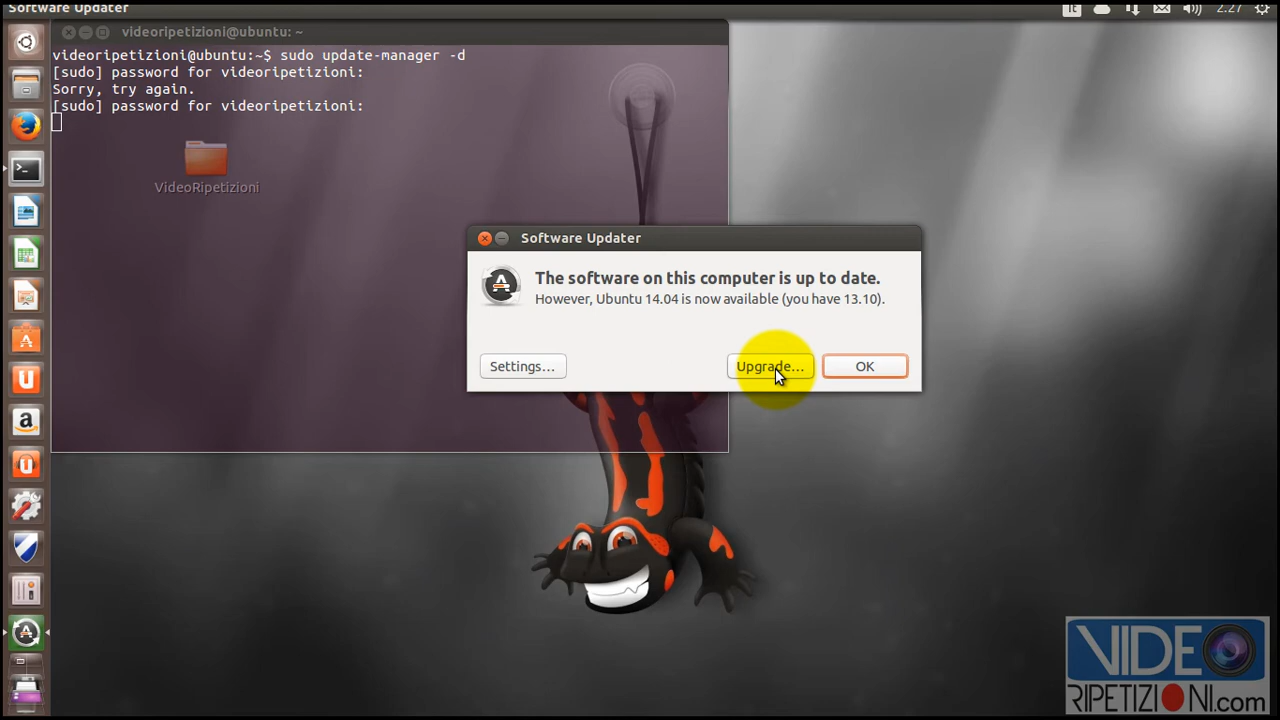 Software Updater
It
2.27
videoripetizioni@ubuntu: ~
videoripetizioni@ubuntu:~$ sudo update-manager -d
[sudo] password for videoripetizioni:
Sorry, try again.
[sudo] password for videoripetizioni:
VideoRipetizioni
Software Updater
The software on this computer is up to date.
However, Ubuntu 14.04 is now available (you have 13.10).
Settings...
Upgrade...
OK
VIDEO
RIPETIZIONI.com